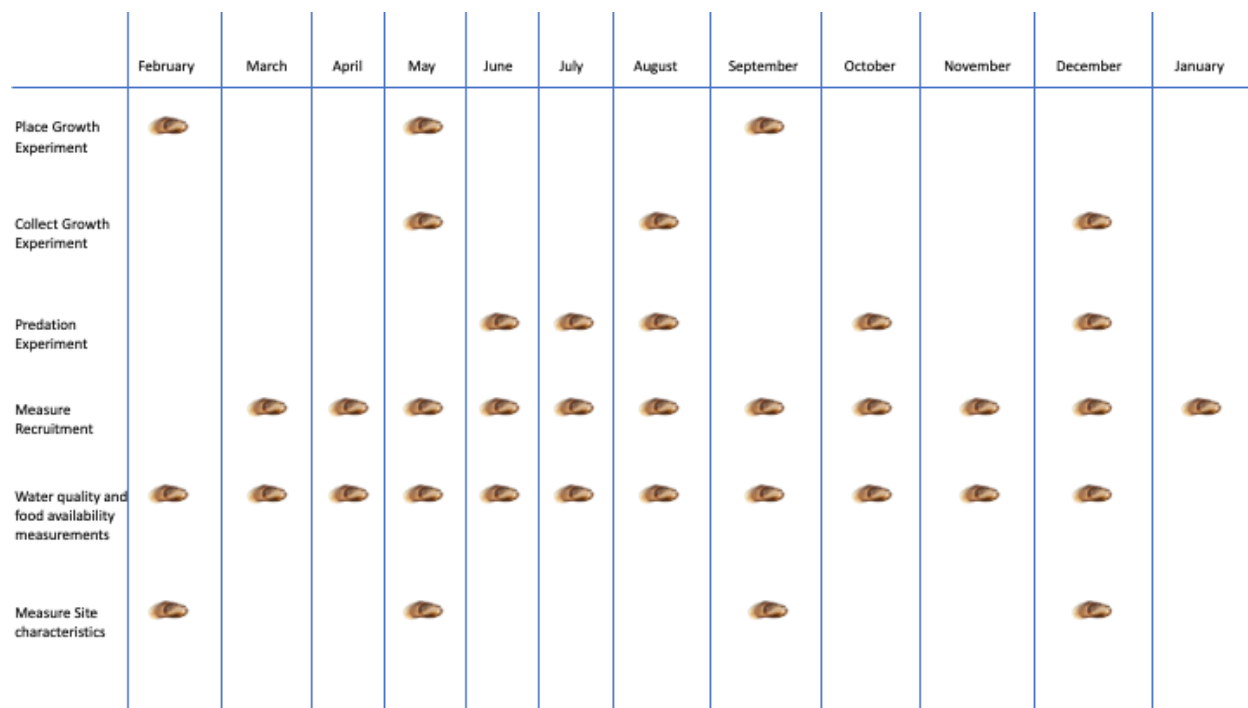 February March April May June July August September October November December January
Place Growth
Experiment
Collect Growth
Experiment
Predation
Experiment
Measure
Recruitment
Water quality and
food availability
measurements
Measure Site
characteristics